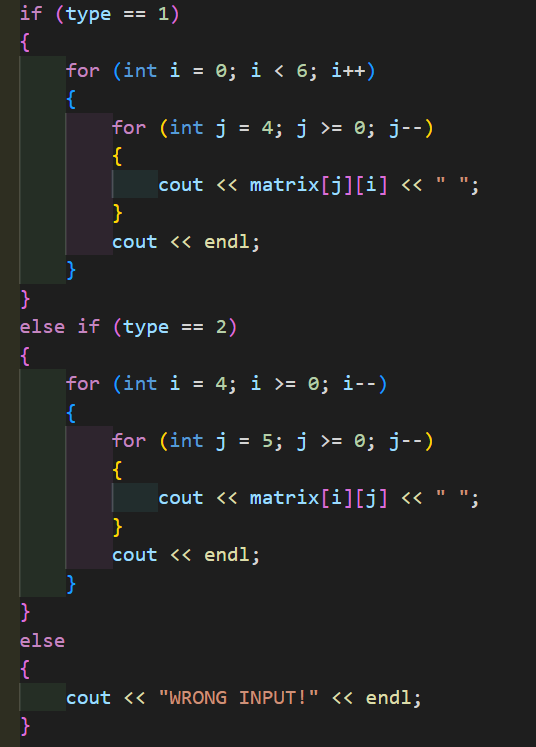 if (type == 1)
{
    for (int i = 0; i < 6; i++)
    {
        for (int j = 4; j >= 0; j--)
        {
            cout << matrix[j][i] << " ";
        }
        cout << endl;
    }
}
else if (type == 2)
{
    for (int i = 4; i >= 0; i--)
    {
        for (int j = 5; j >= 0; j--)
        {
            cout << matrix[i][j] << " ";
        }
        cout << endl;
    }
}
else
{
    cout << "WRONG INPUT!" << endl;
}